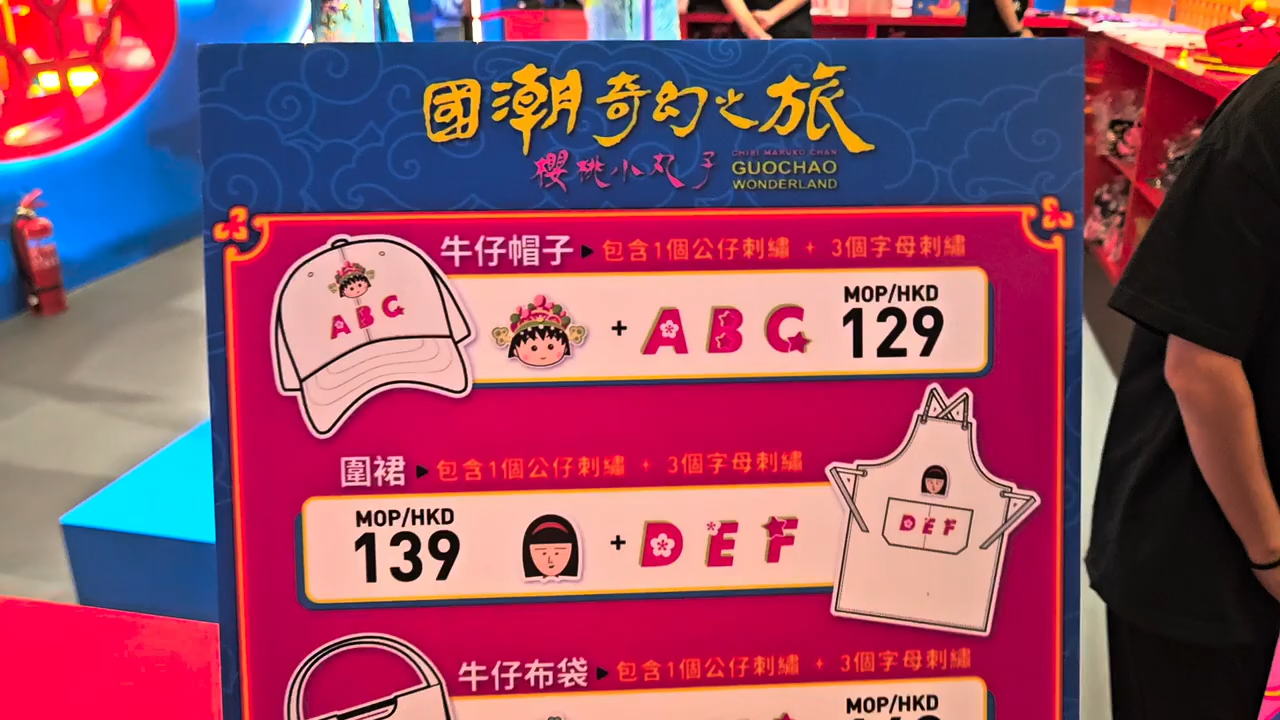 國潮奇幻之旅
櫻桃小丸子
CHIBI MARUKO CHAN
GUOCHAO
WONDERLAND
牛仔帽子 ▶ 包含1個公仔刺繡 + 3個字母刺繡
ABC
+ ABC
MOP/HKD
129
圍裙 ▶ 包含1個公仔刺繡 + 3個字母刺繡
MOP/HKD
139
+ DEF
DEF
牛仔布袋 ▶ 包含1個公仔刺繡 + 3個字母刺繡
MOP/HKD